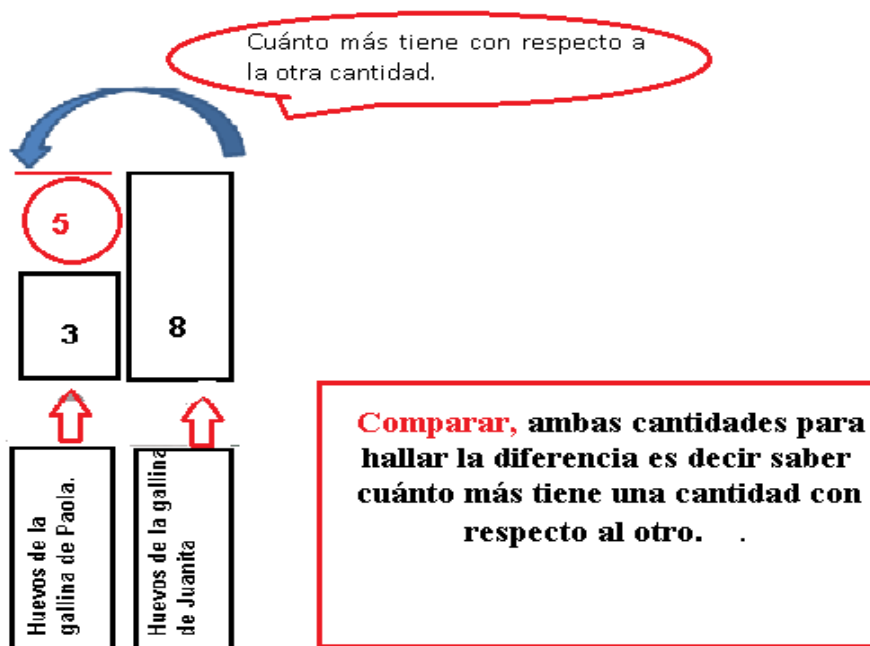 Cuánto más tiene con respecto a
la otra cantidad.
5
3
8
Huevos de la
gallina de Paola.
Huevos de la gallina
de Juanita
Comparar, ambas cantidades para
hallar la diferencia es decir saber
cuánto más tiene una cantidad con
respecto al otro. .